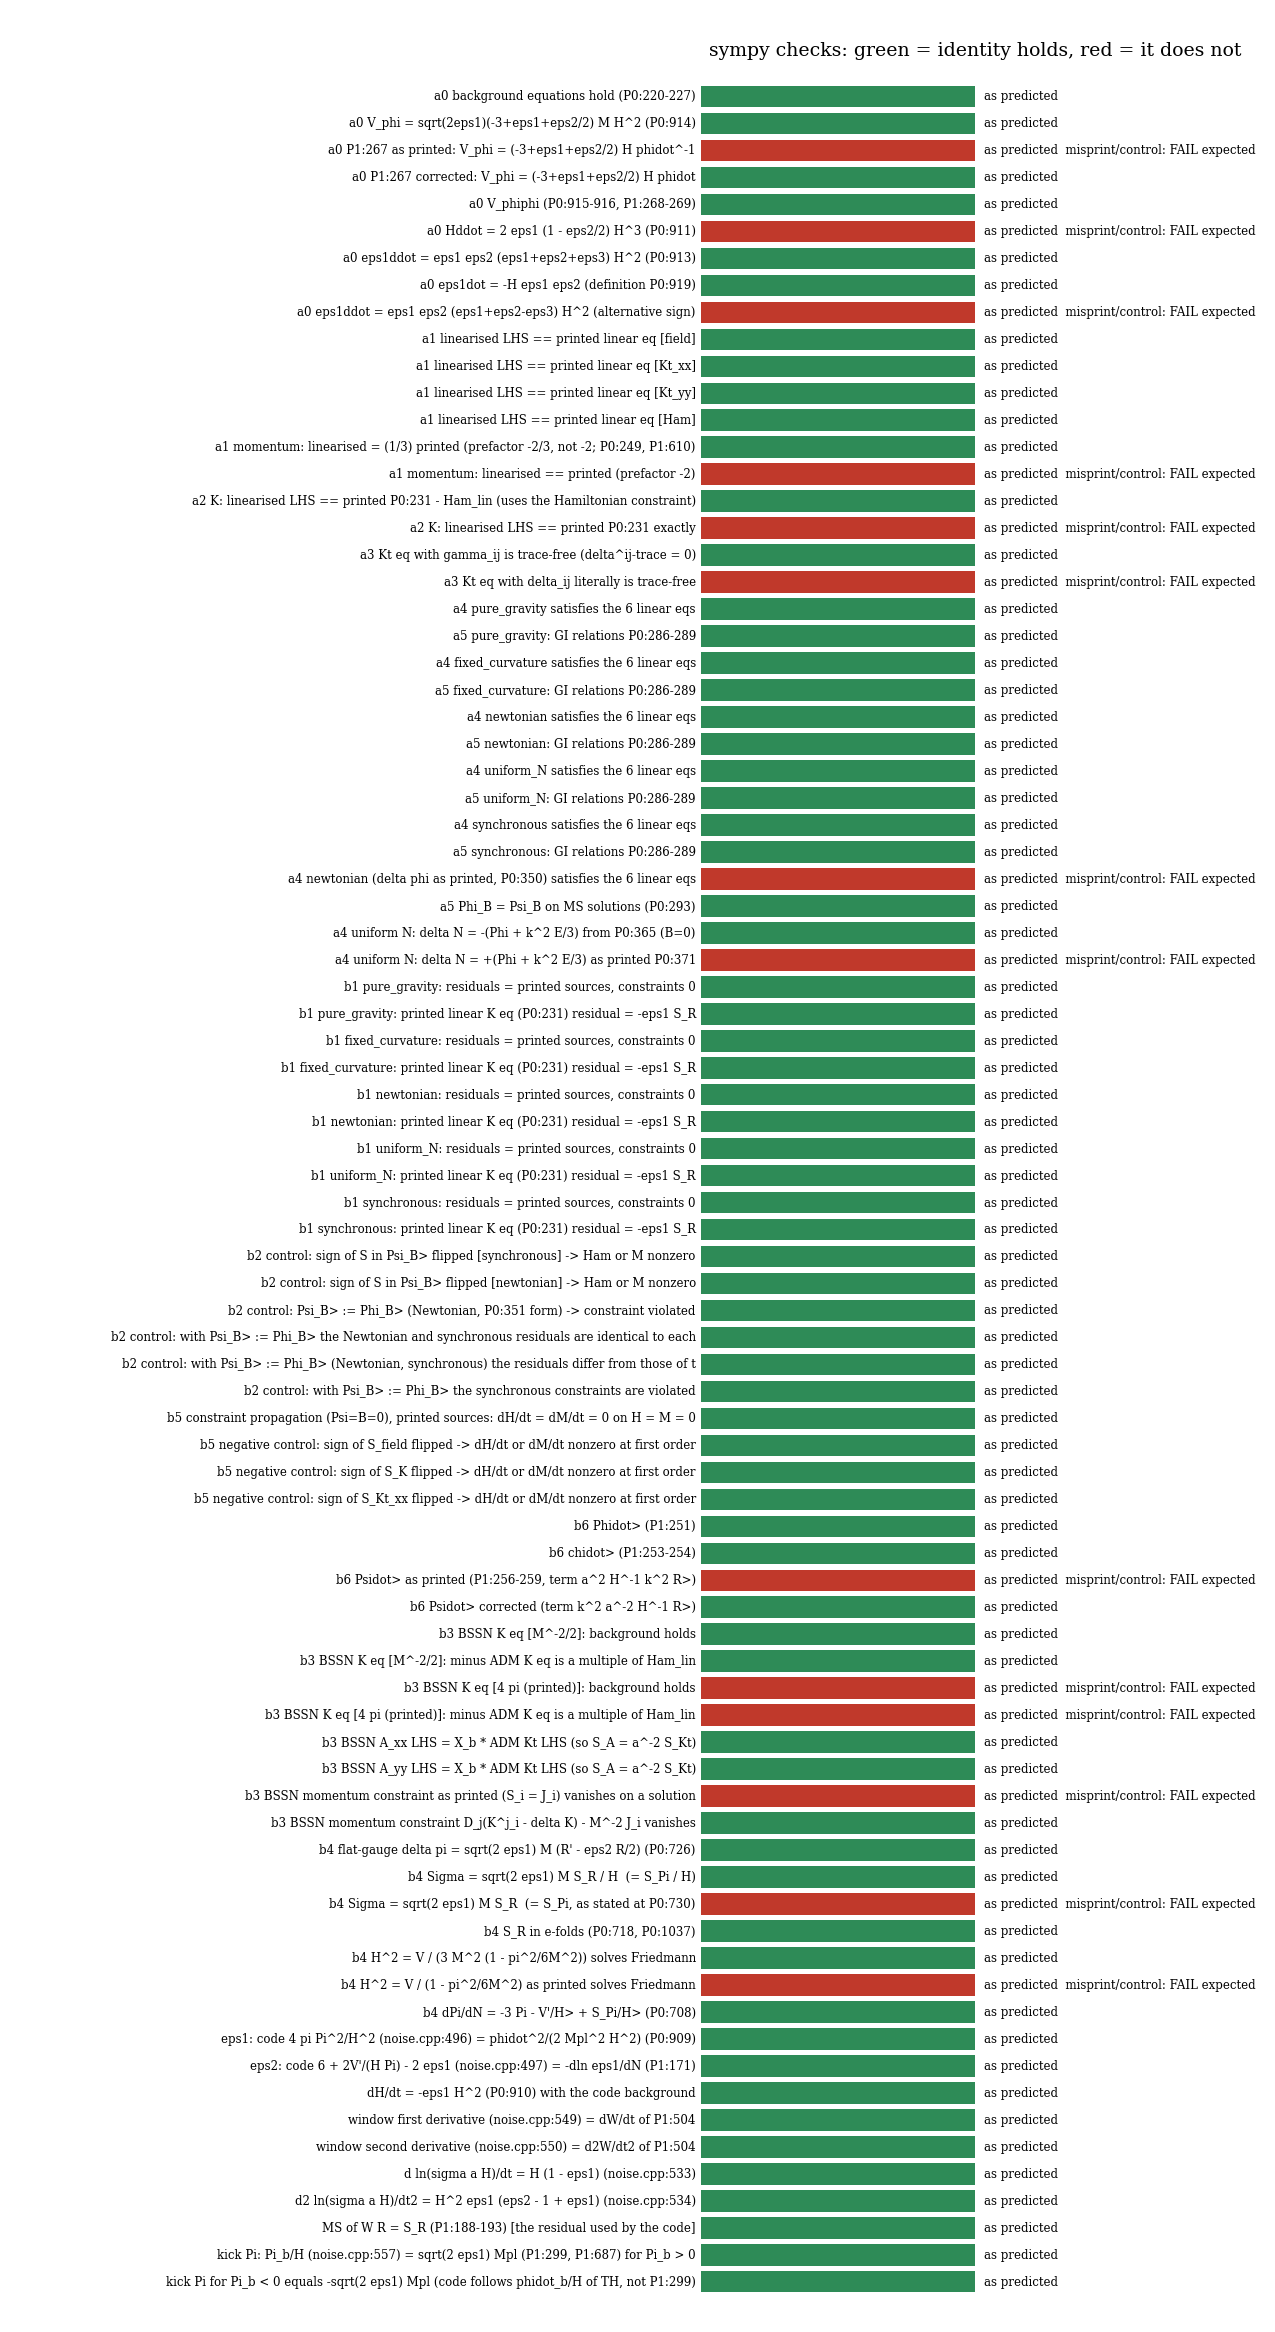 sympy checks: green = identity holds, red = it does not
a0 background equations hold (P0:220-227) as predicted
a0 V_phi = sqrt(2eps1)(-3+eps1+eps2/2) M H^2 (P0:914) as predicted
a0 P1:267 as printed: V_phi = (-3+eps1+eps2/2) H phidot^-1 as predicted misprint/control: FAIL expected
a0 P1:267 corrected: V_phi = (-3+eps1+eps2/2) H phidot as predicted
a0 V_phiphi (P0:915-916, P1:268-269) as predicted
a0 Hddot = 2 eps1 (1 - eps2/2) H^3 (P0:911) as predicted misprint/control: FAIL expected
a0 eps1ddot = eps1 eps2 (eps1+eps2+eps3) H^2 (P0:913) as predicted
a0 eps1dot = -H eps1 eps2 (definition P0:919) as predicted
a0 eps1ddot = eps1 eps2 (eps1+eps2-eps3) H^2 (alternative sign) as predicted misprint/control: FAIL expected
a1 linearised LHS == printed linear eq [field] as predicted
a1 linearised LHS == printed linear eq [Kt_xx] as predicted
a1 linearised LHS == printed linear eq [Kt_yy] as predicted
a1 linearised LHS == printed linear eq [Ham] as predicted
a1 momentum: linearised = (1/3) printed (prefactor -2/3, not -2; P0:249, P1:610) as predicted
a1 momentum: linearised == printed (prefactor -2) as predicted misprint/control: FAIL expected
a2 K: linearised LHS == printed P0:231 - Ham_lin (uses the Hamiltonian constraint) as predicted
a2 K: linearised LHS == printed P0:231 exactly as predicted misprint/control: FAIL expected
a3 Kt eq with gamma_ij is trace-free (delta^ij-trace = 0) as predicted
a3 Kt eq with delta_ij literally is trace-free as predicted misprint/control: FAIL expected
a4 pure_gravity satisfies the 6 linear eqs as predicted
a5 pure_gravity: GI relations P0:286-289 as predicted
a4 fixed_curvature satisfies the 6 linear eqs as predicted
a5 fixed_curvature: GI relations P0:286-289 as predicted
a4 newtonian satisfies the 6 linear eqs as predicted
a5 newtonian: GI relations P0:286-289 as predicted
a4 uniform_N satisfies the 6 linear eqs as predicted
a5 uniform_N: GI relations P0:286-289 as predicted
a4 synchronous satisfies the 6 linear eqs as predicted
a5 synchronous: GI relations P0:286-289 as predicted
a4 newtonian (delta phi as printed, P0:350) satisfies the 6 linear eqs as predicted misprint/control: FAIL expected
a5 Phi_B = Psi_B on MS solutions (P0:293) as predicted
a4 uniform N: delta N = -(Phi + k^2 E/3) from P0:365 (B=0) as predicted
a4 uniform N: delta N = +(Phi + k^2 E/3) as printed P0:371 as predicted misprint/control: FAIL expected
b1 pure_gravity: residuals = printed sources, constraints 0 as predicted
b1 pure_gravity: printed linear K eq (P0:231) residual = -eps1 S_R as predicted
b1 fixed_curvature: residuals = printed sources, constraints 0 as predicted
b1 fixed_curvature: printed linear K eq (P0:231) residual = -eps1 S_R as predicted
b1 newtonian: residuals = printed sources, constraints 0 as predicted
b1 newtonian: printed linear K eq (P0:231) residual = -eps1 S_R as predicted
b1 uniform_N: residuals = printed sources, constraints 0 as predicted
b1 uniform_N: printed linear K eq (P0:231) residual = -eps1 S_R as predicted
b1 synchronous: residuals = printed sources, constraints 0 as predicted
b1 synchronous: printed linear K eq (P0:231) residual = -eps1 S_R as predicted
b2 control: sign of S in Psi_B> flipped [synchronous] -> Ham or M nonzero as predicted
b2 control: sign of S in Psi_B> flipped [newtonian] -> Ham or M nonzero as predicted
b2 control: Psi_B> := Phi_B> (Newtonian, P0:351 form) -> constraint violated as predicted
b2 control: with Psi_B> := Phi_B> the Newtonian and synchronous residuals are identical to each as predicted
b2 control: with Psi_B> := Phi_B> (Newtonian, synchronous) the residuals differ from those of t as predicted
b2 control: with Psi_B> := Phi_B> the synchronous constraints are violated as predicted
b5 constraint propagation (Psi=B=0), printed sources: dH/dt = dM/dt = 0 on H = M = 0 as predicted
b5 negative control: sign of S_field flipped -> dH/dt or dM/dt nonzero at first order as predicted
b5 negative control: sign of S_K flipped -> dH/dt or dM/dt nonzero at first order as predicted
b5 negative control: sign of S_Kt_xx flipped -> dH/dt or dM/dt nonzero at first order as predicted
b6 Phidot> (P1:251) as predicted
b6 chidot> (P1:253-254) as predicted
b6 Psidot> as printed (P1:256-259, term a^2 H^-1 k^2 R>) as predicted misprint/control: FAIL expected
b6 Psidot> corrected (term k^2 a^-2 H^-1 R>) as predicted
b3 BSSN K eq [M^-2/2]: background holds as predicted
b3 BSSN K eq [M^-2/2]: minus ADM K eq is a multiple of Ham_lin as predicted
b3 BSSN K eq [4 pi (printed)]: background holds as predicted misprint/control: FAIL expected
b3 BSSN K eq [4 pi (printed)]: minus ADM K eq is a multiple of Ham_lin as predicted misprint/control: FAIL expected
b3 BSSN A_xx LHS = X_b * ADM Kt LHS (so S_A = a^-2 S_Kt) as predicted
b3 BSSN A_yy LHS = X_b * ADM Kt LHS (so S_A = a^-2 S_Kt) as predicted
b3 BSSN momentum constraint as printed (S_i = J_i) vanishes on a solution as predicted misprint/control: FAIL expected
b3 BSSN momentum constraint D_j(K^j_i - delta K) - M^-2 J_i vanishes as predicted
b4 flat-gauge delta pi = sqrt(2 eps1) M (R' - eps2 R/2) (P0:726) as predicted
b4 Sigma = sqrt(2 eps1) M S_R / H (= S_Pi / H) as predicted
b4 Sigma = sqrt(2 eps1) M S_R (= S_Pi, as stated at P0:730) as predicted misprint/control: FAIL expected
b4 S_R in e-folds (P0:718, P0:1037) as predicted
b4 H^2 = V / (3 M^2 (1 - pi^2/6M^2)) solves Friedmann as predicted
b4 H^2 = V / (1 - pi^2/6M^2) as printed solves Friedmann as predicted misprint/control: FAIL expected
b4 dPi/dN = -3 Pi - V'/H> + S_Pi/H> (P0:708) as predicted
eps1: code 4 pi Pi^2/H^2 (noise.cpp:496) = phidot^2/(2 Mpl^2 H^2) (P0:909) as predicted
eps2: code 6 + 2V'/(H Pi) - 2 eps1 (noise.cpp:497) = -dln eps1/dN (P1:171) as predicted
dH/dt = -eps1 H^2 (P0:910) with the code background as predicted
window first derivative (noise.cpp:549) = dW/dt of P1:504 as predicted
window second derivative (noise.cpp:550) = d2W/dt2 of P1:504 as predicted
d ln(sigma a H)/dt = H (1 - eps1) (noise.cpp:533) as predicted
d2 ln(sigma a H)/dt2 = H^2 eps1 (eps2 - 1 + eps1) (noise.cpp:534) as predicted
MS of W R = S_R (P1:188-193) [the residual used by the code] as predicted
kick Pi: Pi_b/H (noise.cpp:557) = sqrt(2 eps1) Mpl (P1:299, P1:687) for Pi_b > 0 as predicted
kick Pi for Pi_b < 0 equals -sqrt(2 eps1) Mpl (code follows phidot_b/H of TH, not P1:299) as predicted